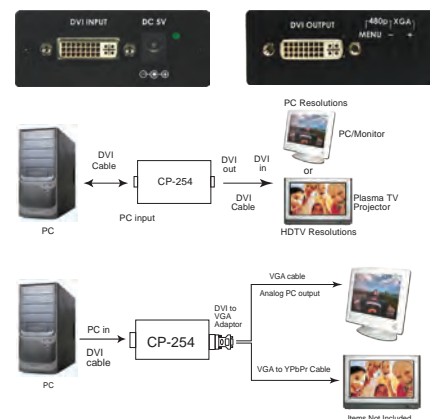 DVI INPUT
DC 5V
DVI OUTPUT
480p XGA
MENU − +
PC Resolutions
PC/Monitor
or
Plasma TV
Projector
HDTV Resolutions
DVI
Cable
CP-254
DVI
out
DVI
in
DVI
Cable
PC
PC input
PC in
DVI
cable
PC
CP-254
DVI to
VGA
Adaptor
VGA cable
Analog PC output
VGA to YPbPr Cable
Items Not Included